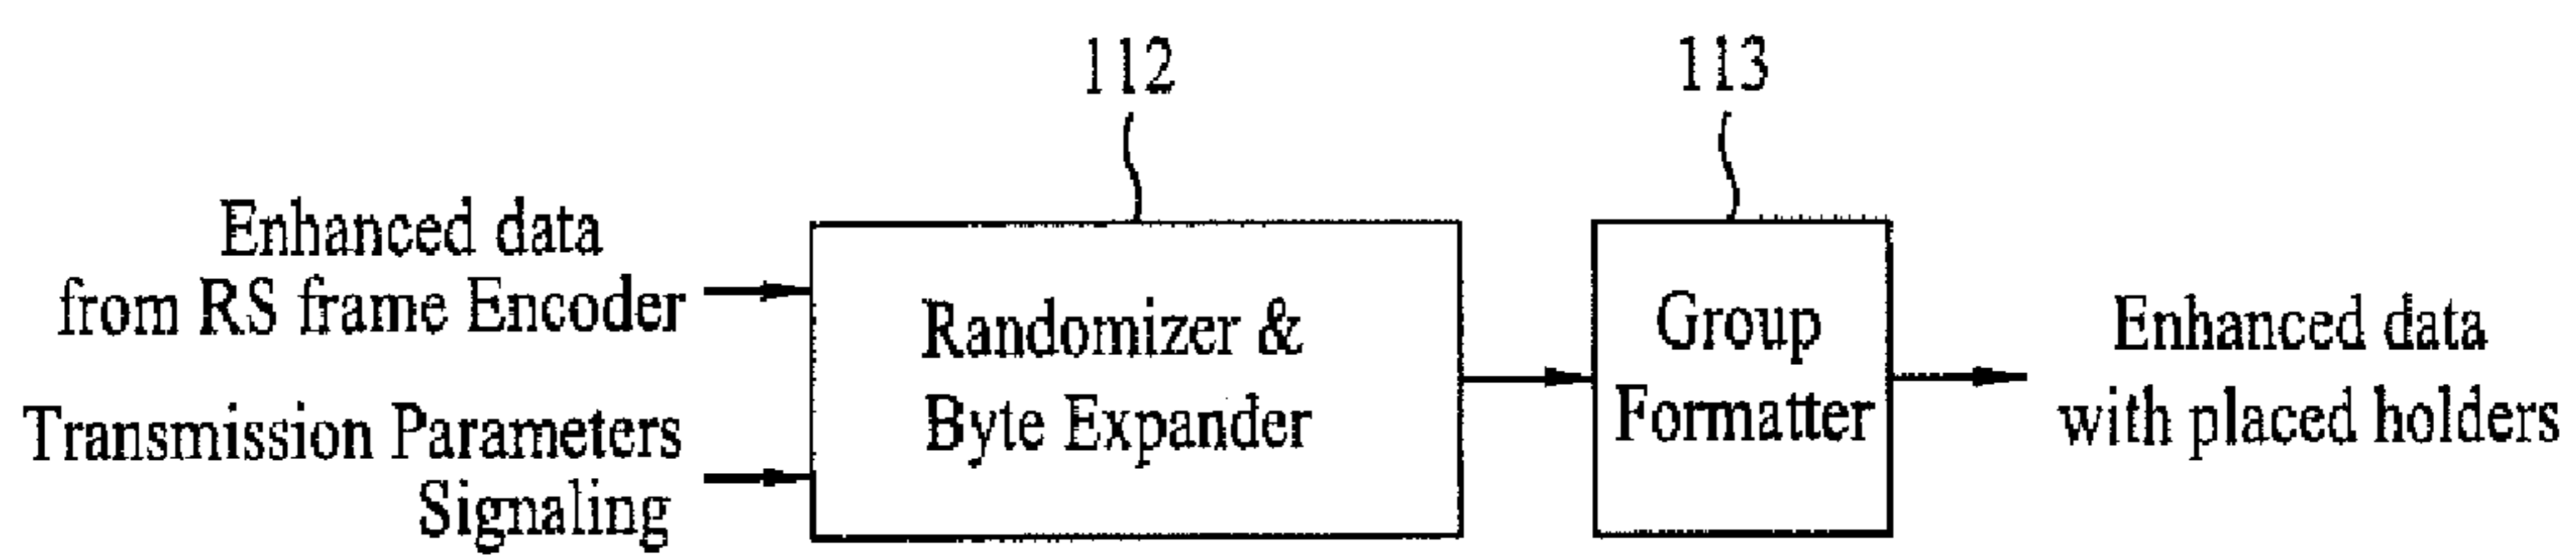 112
113
Enhanced data
from RS frame Encoder
Transmission Parameters
Signaling
Randomizer &
Byte Expander
Group
Formatter
Enhanced data
with placed holders